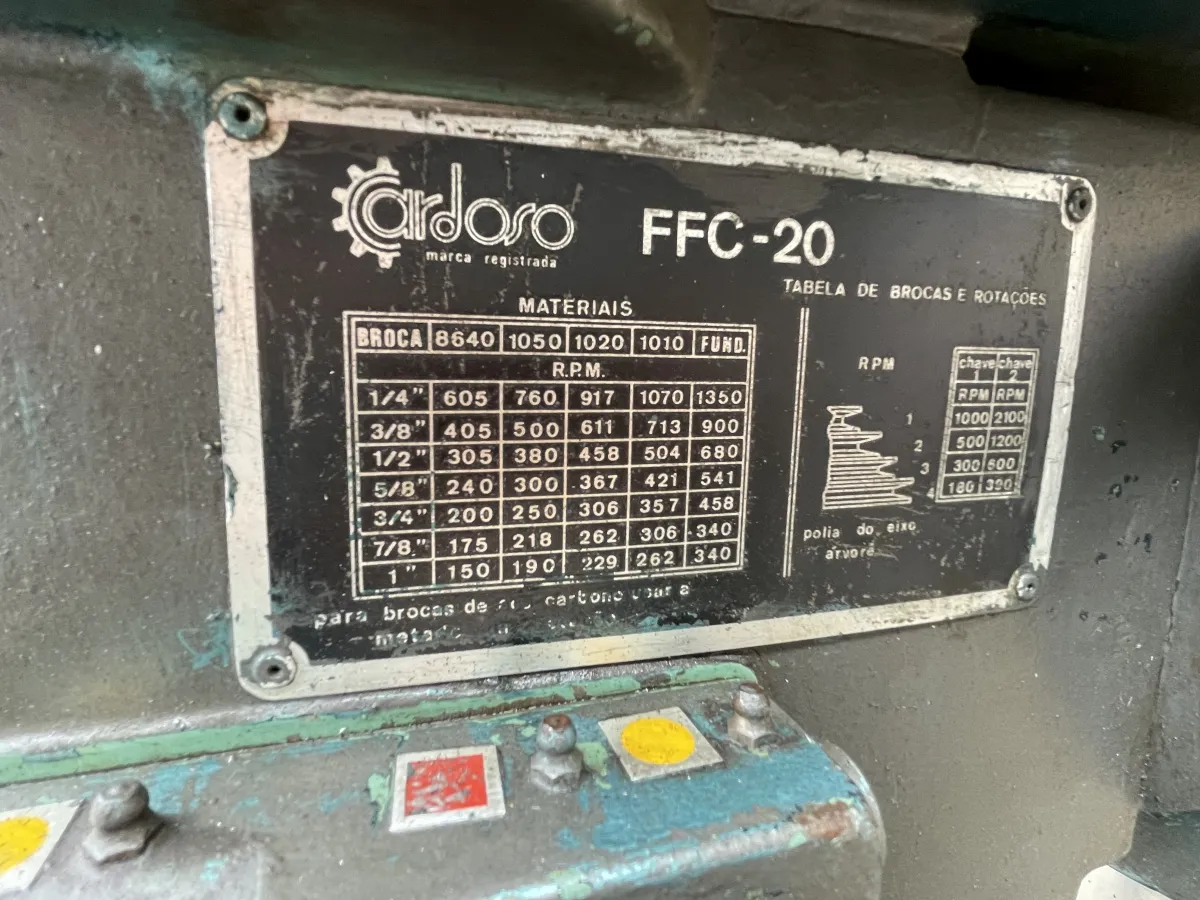 Cardoso
marca registrada
FFC-20
TABELA DE BROCAS E ROTAÇÕES
MATERIAIS
BROCA 8640 1050 1020 1010 FUND.
R.P.M.
1/4" 605 760 917 1070 1350
3/8" 405 500 611 713 900
1/2" 305 380 458 504 680
5/8" 240 300 367 421 541
3/4" 200 250 306 357 458
7/8" 175 218 262 306 340
1" 150 190 229 262 340
para brocas de carbono usar a
RPM
1
2
3
4
polia do eixo
arvore
chave chave
1 2
RPM RPM
1000 2100
500 1200
300 600
180 390